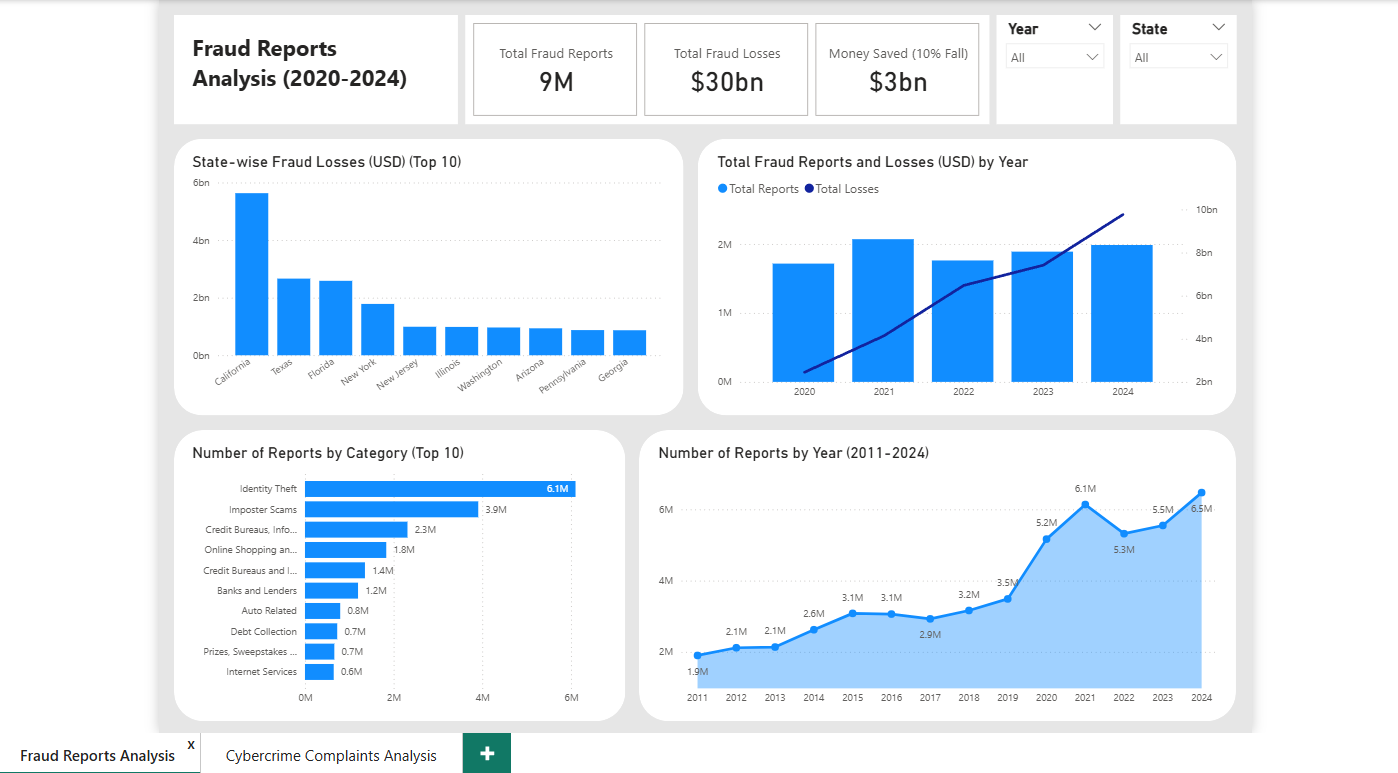 Fraud Reports
Analysis (2020-2024)
Total Fraud Reports
9M
Total Fraud Losses
$30bn
Money Saved (10% Fall)
$3bn
Year
All
State
All
State-wise Fraud Losses (USD) (Top 10)
6bn
4bn
2bn
0bn
California
Texas
Florida
New York
New Jersey
Illinois
Washington
Arizona
Pennsylvania
Georgia
Total Fraud Reports and Losses (USD) by Year
Total Reports Total Losses
2M
1M
0M
10bn
8bn
6bn
4bn
2bn
2020 2021 2022 2023 2024
Number of Reports by Category (Top 10)
Identity Theft 6.1M
Imposter Scams 3.9M
Credit Bureaus, Info... 2.3M
Online Shopping an... 1.8M
Credit Bureaus and I... 1.4M
Banks and Lenders 1.2M
Auto Related 0.8M
Debt Collection 0.7M
Prizes, Sweepstakes ... 0.7M
Internet Services 0.6M
0M 2M 4M 6M
Number of Reports by Year (2011-2024)
6M
4M
2M
1.9M
2.1M
2.1M
2.6M
3.1M
3.1M
2.9M
3.2M
3.5M
5.2M
6.1M
5.3M
5.5M
6.5M
2011 2012 2013 2014 2015 2016 2017 2018 2019 2020 2021 2022 2023 2024
Fraud Reports Analysis x
Cybercrime Complaints Analysis
+